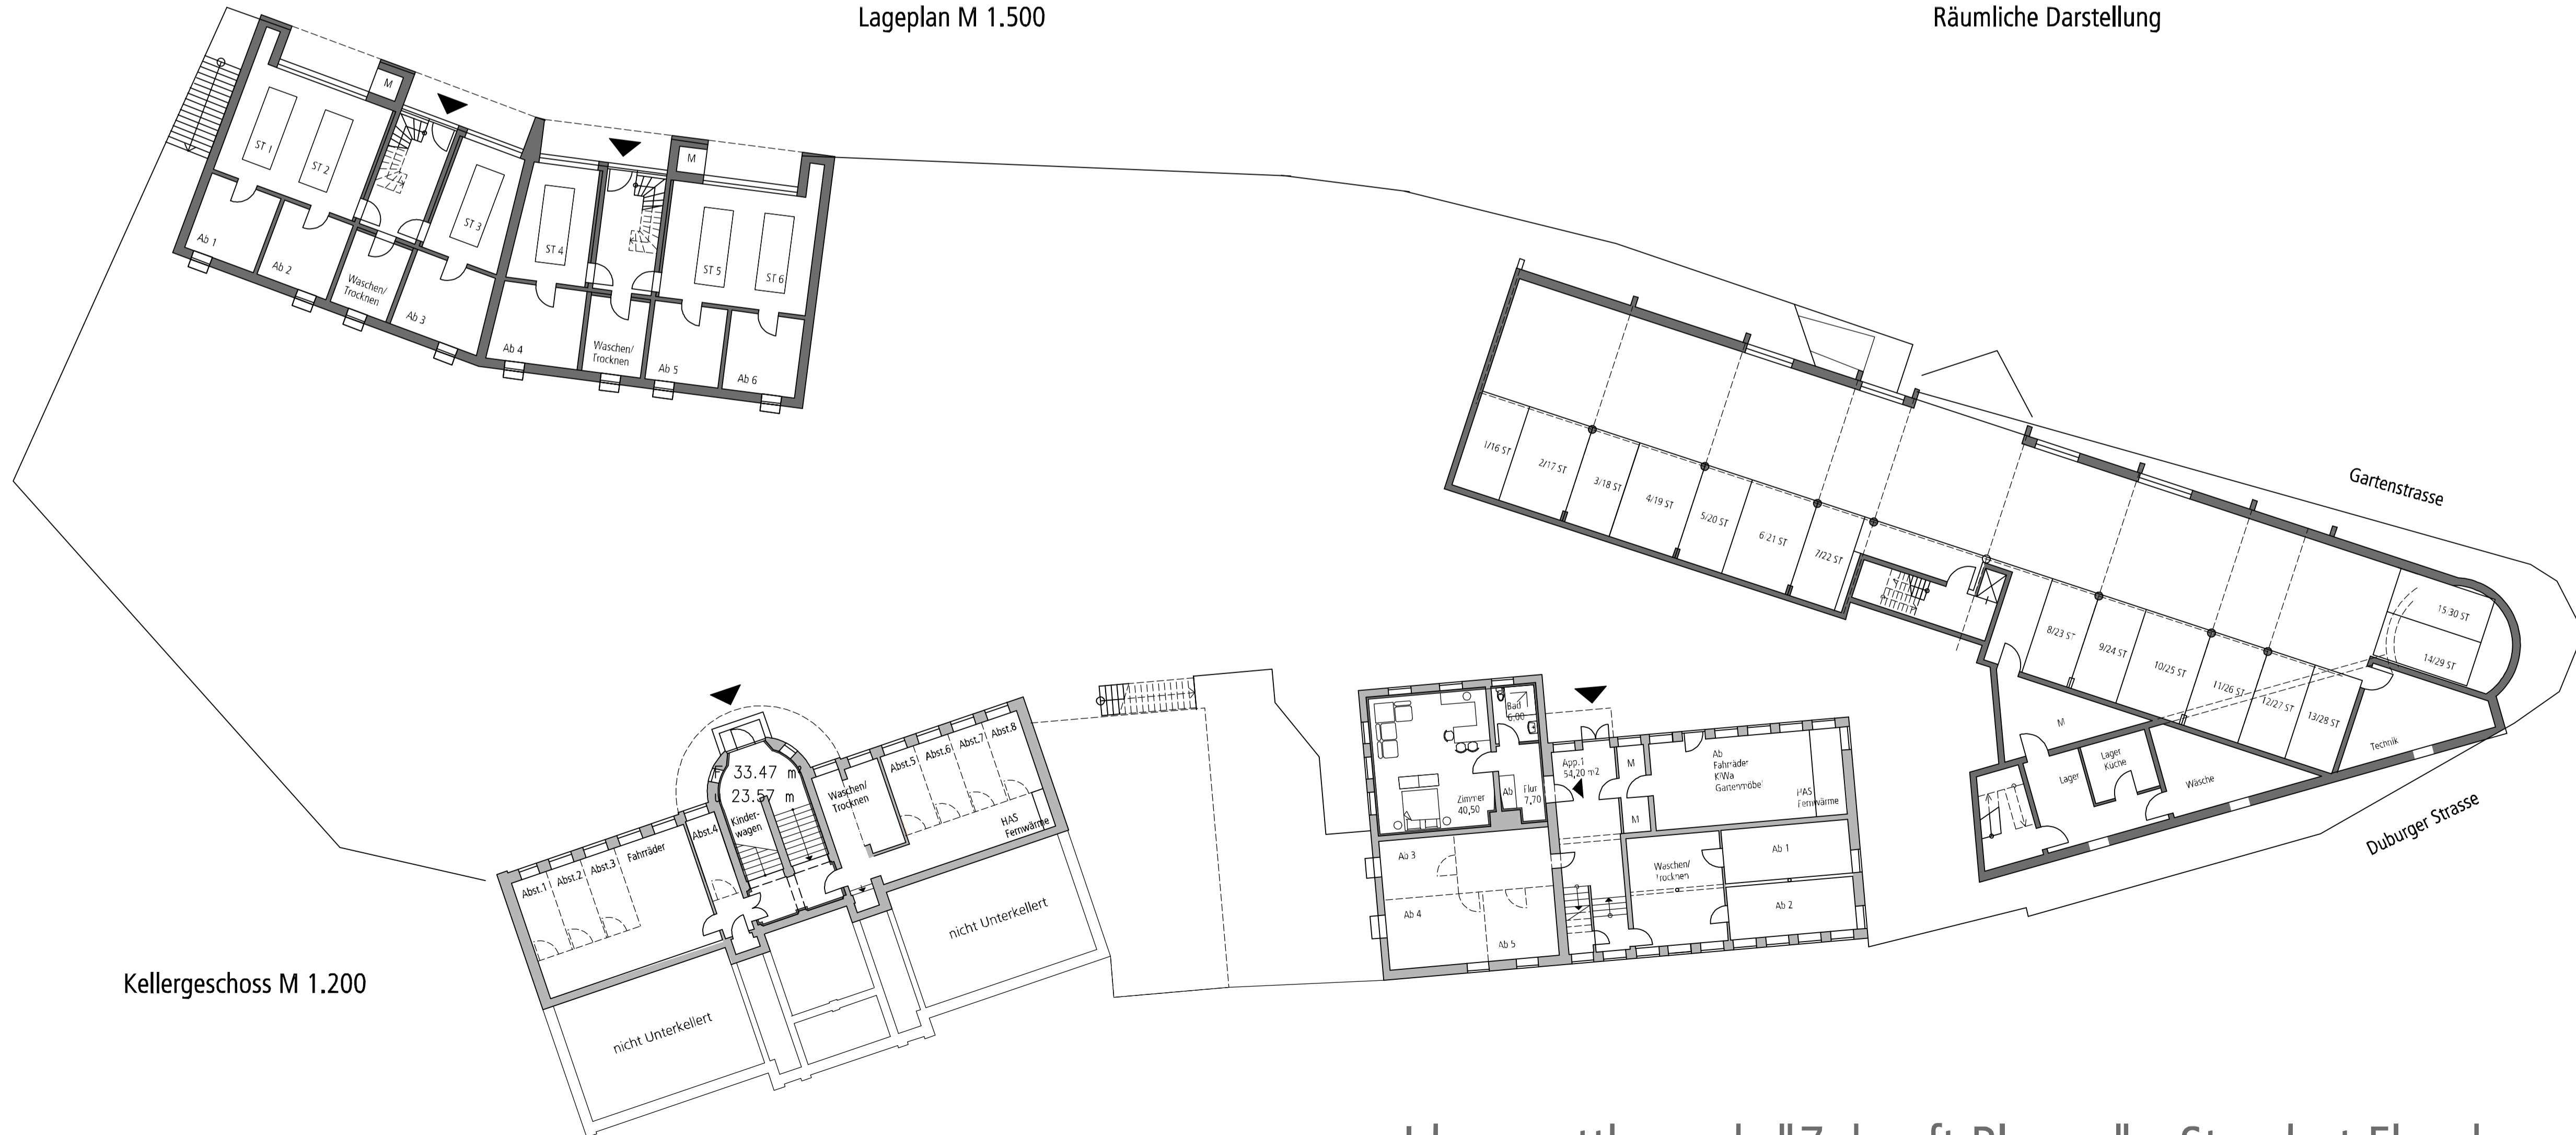 Lageplan M 1.500
Räumliche Darstellung
M
ST 1
ST 2
ST 3
Ab 1
Ab 2
Waschen/
Trocknen
Ab 3
M
ST 4
ST 5
ST 6
Ab 4
Waschen/
Trocknen
Ab 5
Ab 6
1/16 ST
2/17 ST
3/18 ST
4/19 ST
5/20 ST
6/21 ST
7/22 ST
8/23 ST
9/24 ST
10/25 ST
11/26 ST
12/27 ST
13/28 ST
14/29 ST
15/30 ST
Gartenstrasse
M
Lager
Lager
Küche
Wäsche
Technik
Duburger Strasse
Abst.1
Abst.2
Abst.3
Fahrräder
Abst.4
F 33.47 m²
u 23.57 m
Kinder-
wagen
Waschen/
Trocknen
Abst.5
Abst.6
Abst.7
Abst.8
HAS
Fernwärme
nicht Unterkellert
nicht Unterkellert
Bad
6,00
Zimmer
40,50
Ab
Flur
7,70
App.1
54,20 m2
M
M
Ab
Fahrräder
KiWa
Gartenmöbel
HAS
Fernwärme
Ab 3
Ab 4
Ab 5
Waschen/
Trocknen
Ab 1
Ab 2
Kellergeschoss M 1.200